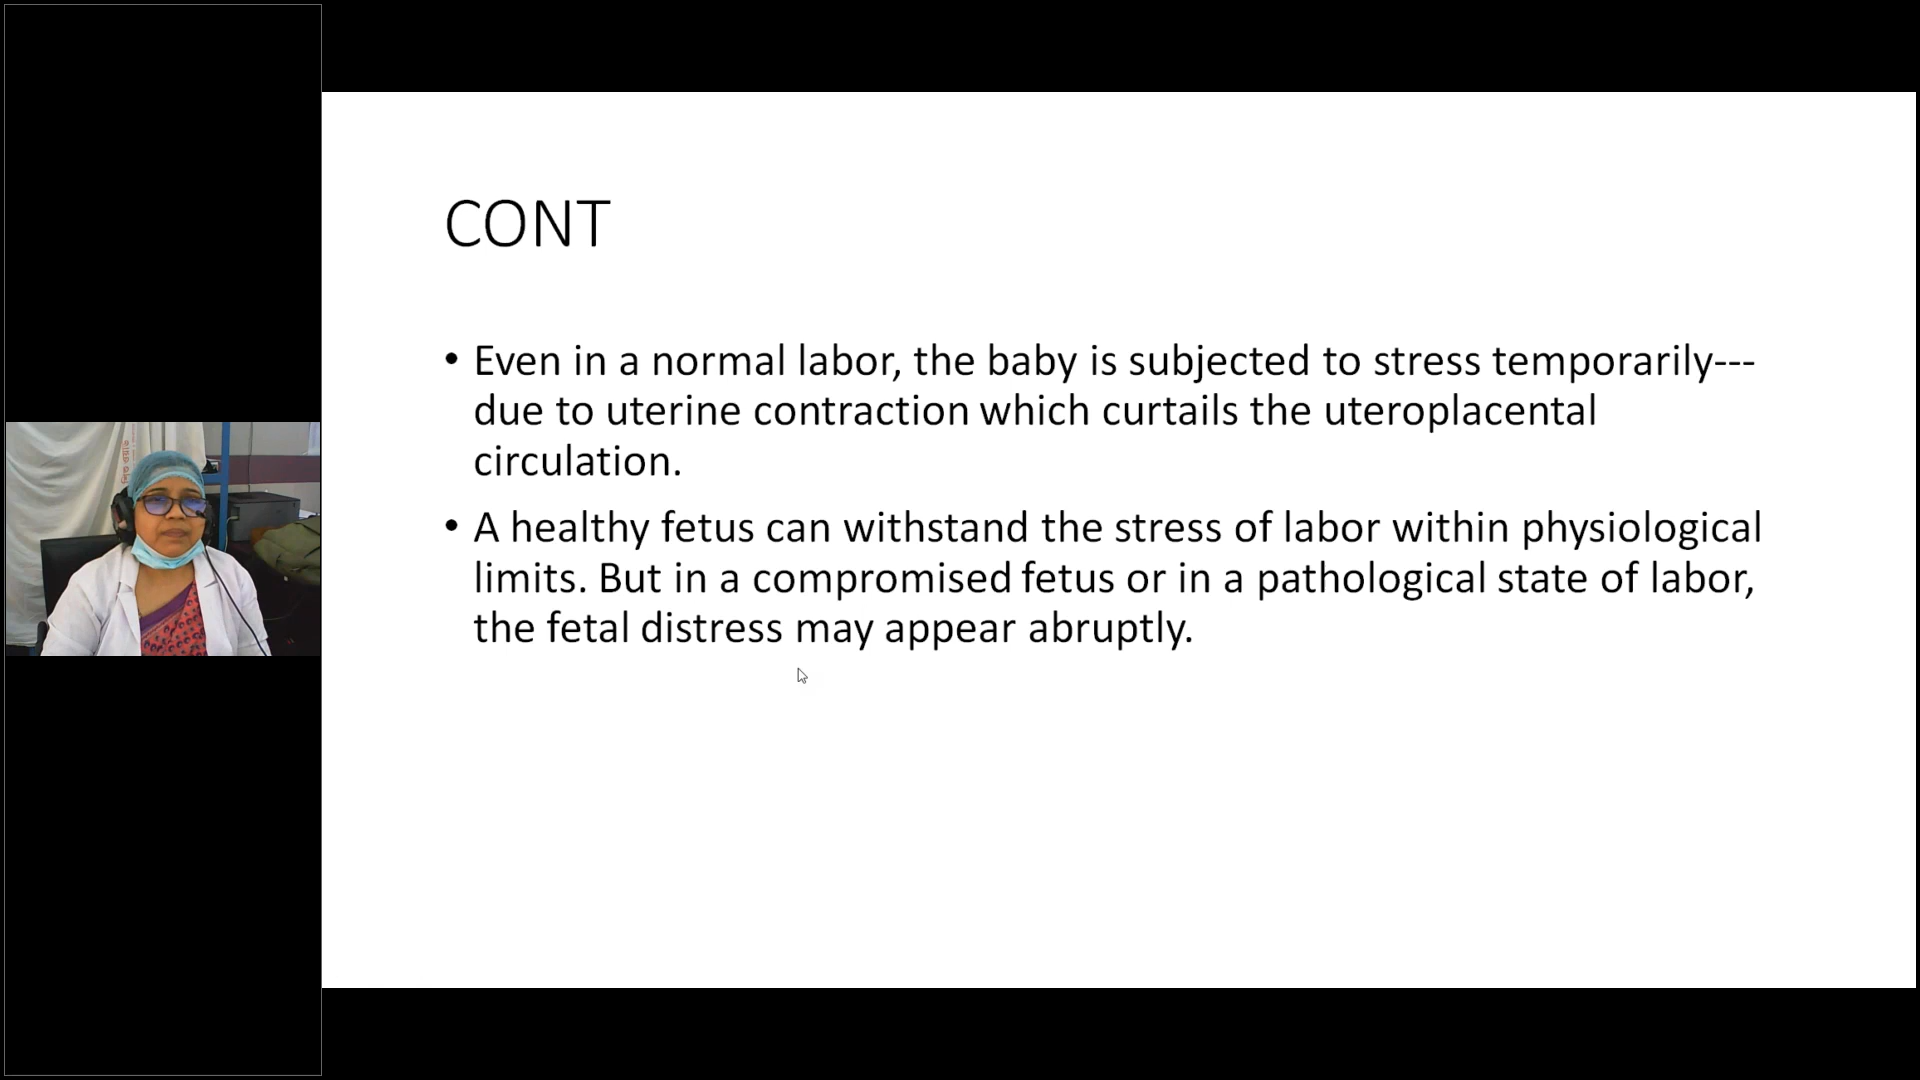 CONT
• Even in a normal labor, the baby is subjected to stress temporarily---
due to uterine contraction which curtails the uteroplacental
circulation.
• A healthy fetus can withstand the stress of labor within physiological
limits. But in a compromised fetus or in a pathological state of labor,
the fetal distress may appear abruptly.